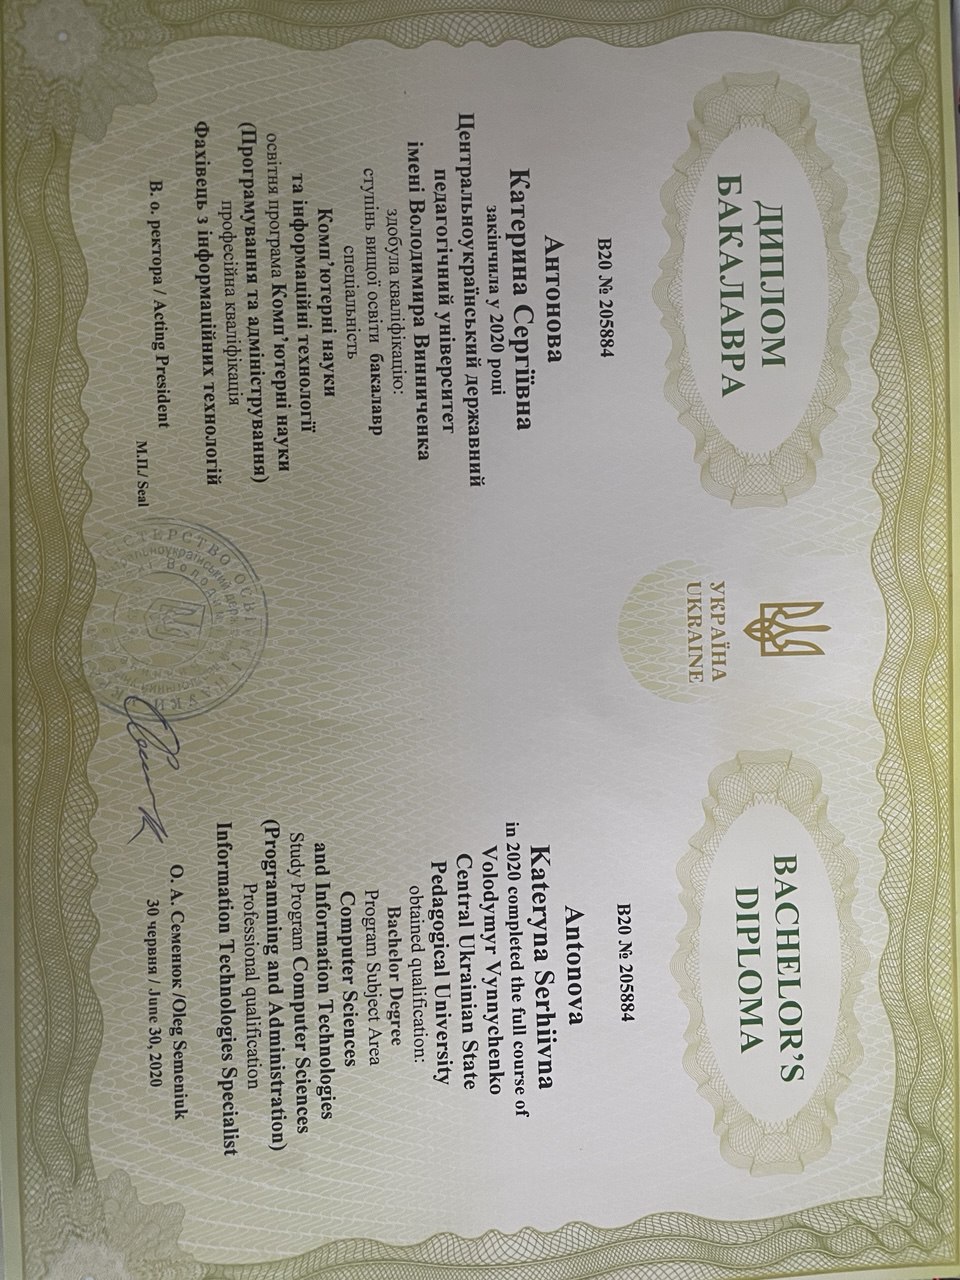 ДИПЛОМ
БАКАЛАВРА
В20 № 205884
Антонова
Катерина Сергіївна
закінчила у 2020 році
Центральноукраїнський державний
педагогічний університет
імені Володимира Винниченка
здобула кваліфікацію:
ступінь вищої освіти бакалавр
спеціальність
Комп’ютерні науки
та інформаційні технології
освітня програма Комп’ютерні науки
(Програмування та адміністрування)
професійна кваліфікація
Фахівець з інформаційних технологій
В. о. ректора / Acting President
М.П./ Seal
УКРАЇНА
UKRAINE
BACHELOR’S
DIPLOMA
B20 № 205884
Antonova
Kateryna Serhiivna
in 2020 completed the full course of
Volodymyr Vynnychenko
Central Ukrainian State
Pedagogical University
obtained qualification:
Bachelor Degree
Program Subject Area
Computer Sciences
and Information Technologies
Study Program Computer Sciences
(Programming and Administration)
Professional qualification
Information Technologies Specialist
О. А. Семенюк /Oleg Semeniuk
30 червня / June 30, 2020